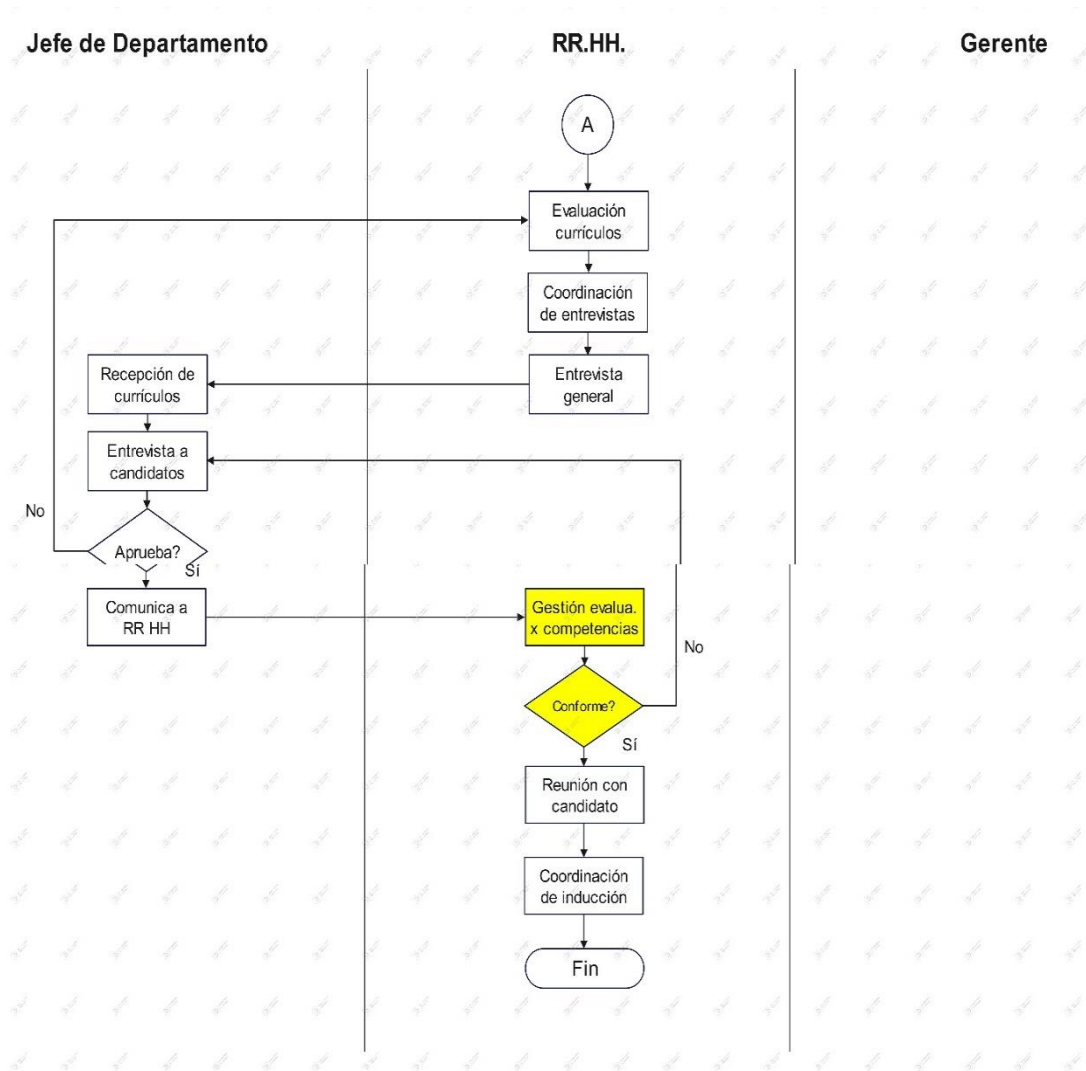 Jefe de Departamento
RR.HH.
Gerente
A
Evaluación
currículos
Coordinación
de entrevistas
Entrevista
general
Recepción de
currículos
Entrevista a
candidatos
No
Aprueba?
Sí
Comunica a
RR HH
Gestión evalua.
x competencias
No
Conforme?
Sí
Reunión con
candidato
Coordinación
de inducción
Fin